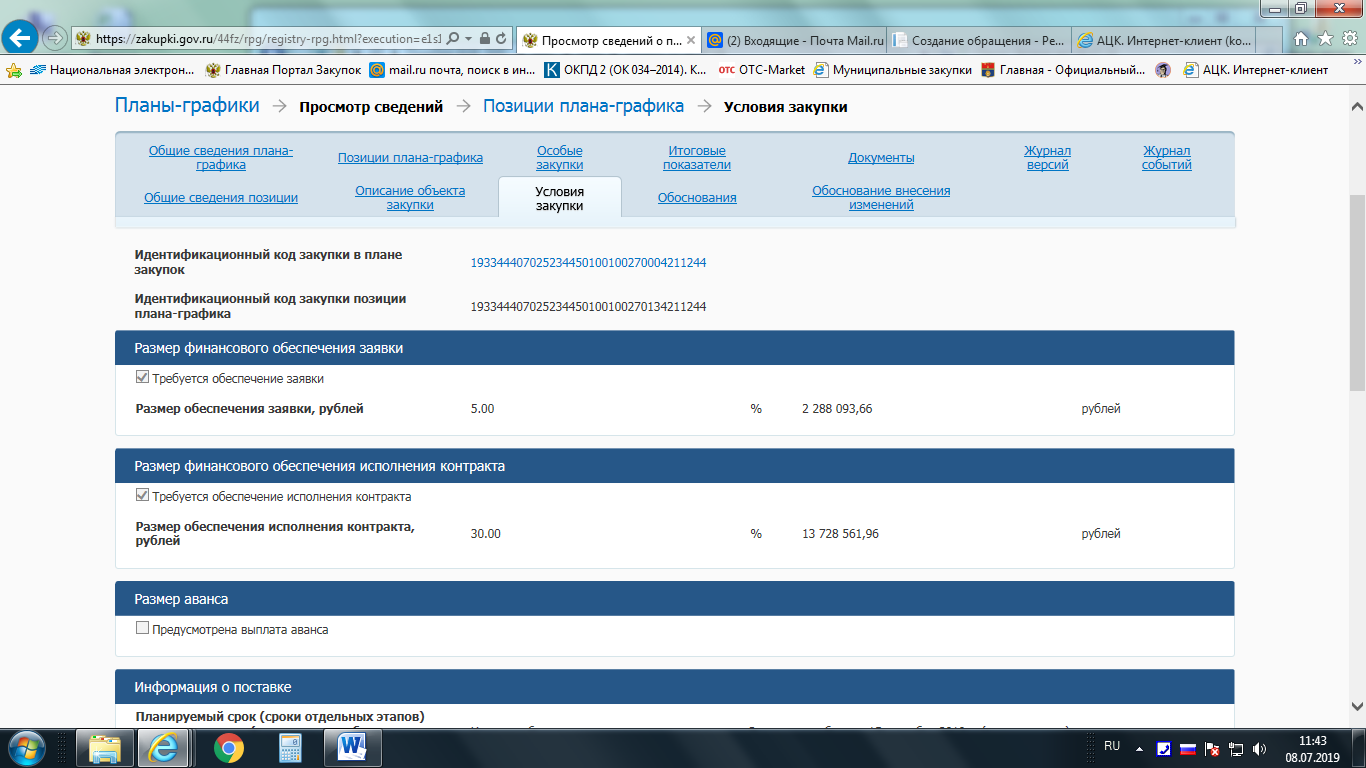 https://zakupki.gov.ru/44fz/rpg/registry-rpg.html?execution=e1s1
Просмотр сведений о п...
(2) Входящие - Почта Mail.ru
Создание обращения - Ре...
АЦК. Интернет-клиент (ko...
Национальная электрон...
Главная Портал Закупок
mail.ru почта, поиск в ин...
ОКПД 2 (ОК 034–2014). К...
отс OTC-Market
Муниципальные закупки
Главная - Официальный...
АЦК. Интернет-клиент
Планы-графики
Просмотр сведений
Позиции плана-графика
Условия закупки
Общие сведения плана-
графика
Позиции плана-графика
Особые
закупки
Итоговые
показатели
Документы
Журнал
версий
Журнал
событий
Общие сведения позиции
Описание объекта
закупки
Условия
закупки
Обоснования
Обоснование внесения
изменений
Идентификационный код закупки в плане
закупок
193344407025234450100100270004211244
Идентификационный код закупки позиции
плана-графика
193344407025234450100100270134211244
Размер финансового обеспечения заявки
Требуется обеспечение заявки
Размер обеспечения заявки, рублей
5.00 % 2 288 093,66 рублей
Размер финансового обеспечения исполнения контракта
Требуется обеспечение исполнения контракта
Размер обеспечения исполнения контракта,
рублей
30.00 % 13 728 561,96 рублей
Размер аванса
Предусмотрена выплата аванса
Информация о поставке
Планируемый срок (сроки отдельных этапов)
RU
11:43
08.07.2019